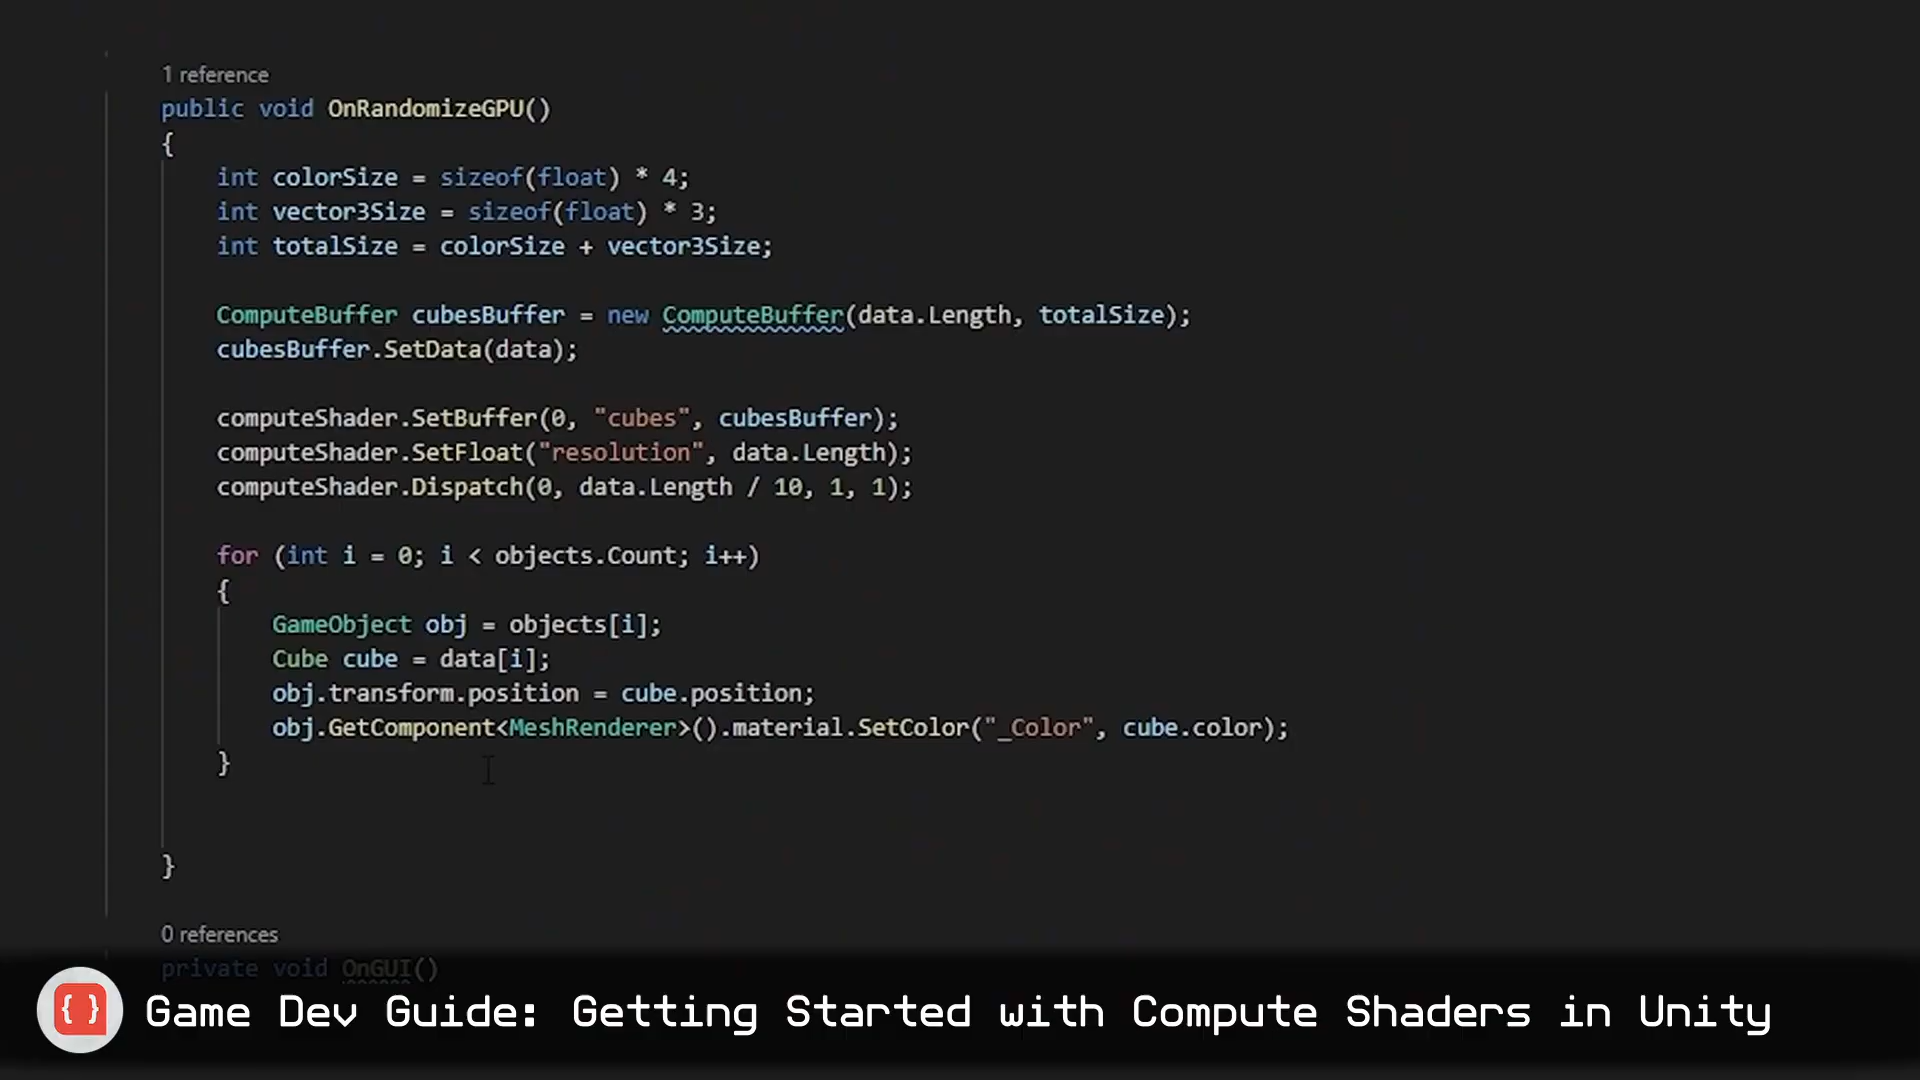 1 reference
public void OnRandomizeGPU()
{
int colorSize = sizeof(float) * 4;
int vector3Size = sizeof(float) * 3;
int totalSize = colorSize + vector3Size;
ComputeBuffer cubesBuffer = new ComputeBuffer(data.Length, totalSize);
cubesBuffer.SetData(data);
computeShader.SetBuffer(0, "cubes", cubesBuffer);
computeShader.SetFloat("resolution", data.Length);
computeShader.Dispatch(0, data.Length / 10, 1, 1);
for (int i = 0; i < objects.Count; i++)
{
GameObject obj = objects[i];
Cube cube = data[i];
obj.transform.position = cube.position;
obj.GetComponent<MeshRenderer>().material.SetColor("_Color", cube.color);
}
}
0 references
private void OnGUI()
{} Game Dev Guide: Getting Started with Compute Shaders in Unity